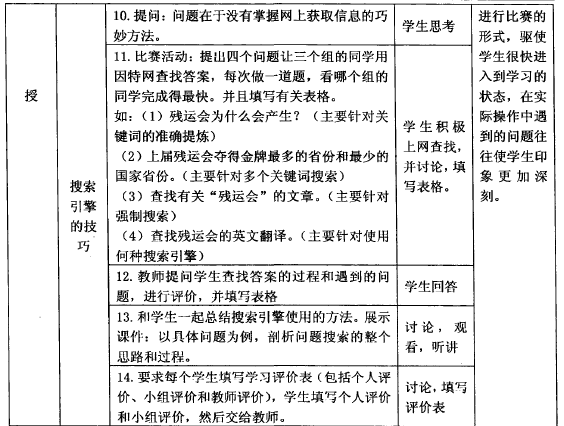 授
搜索
引擎
的技
巧
10. 提问：问题在于没有掌握网上获取信息的巧
妙方法。
学生思考
11. 比赛活动：提出四个问题让三个组的同学用
因特网查找答案，每次做一道题，看哪个组的
同学完成得最快。并且填写有关表格。
如：（1）残运会为什么会产生？（主要针对关
键词的准确提炼）
（2）上届残运会夺得金牌最多的省份和最少的
国家省份。（主要针对多个关键词搜索）
（3）查找有关“残运会”的文章。（主要针对
强制搜索）
（4）查找残运会的英文翻译。（主要针对使用
何种搜索引擎）
学生积极
上网查找，
并讨论，填
写表格。
12. 教师提问学生查找答案的过程和遇到的问
题，进行评价，并填写表格
学生回答
13. 和学生一起总结搜索引擎使用的方法。展示
课件：以具体问题为例，剖析问题搜索的整个
思路和过程。
讨论，观
看，听讲
14. 要求每个学生填写学习评价表（包括个人评
价、小组评价和教师评价），学生填写个人评价
和小组评价，然后交给教师。
讨论，填写
评价表
进行比赛的
形式，驱使
学生很快进
入到学习的
状态，在实
际操作中遇
到的问题往
往使学生印
象更加深
刻。